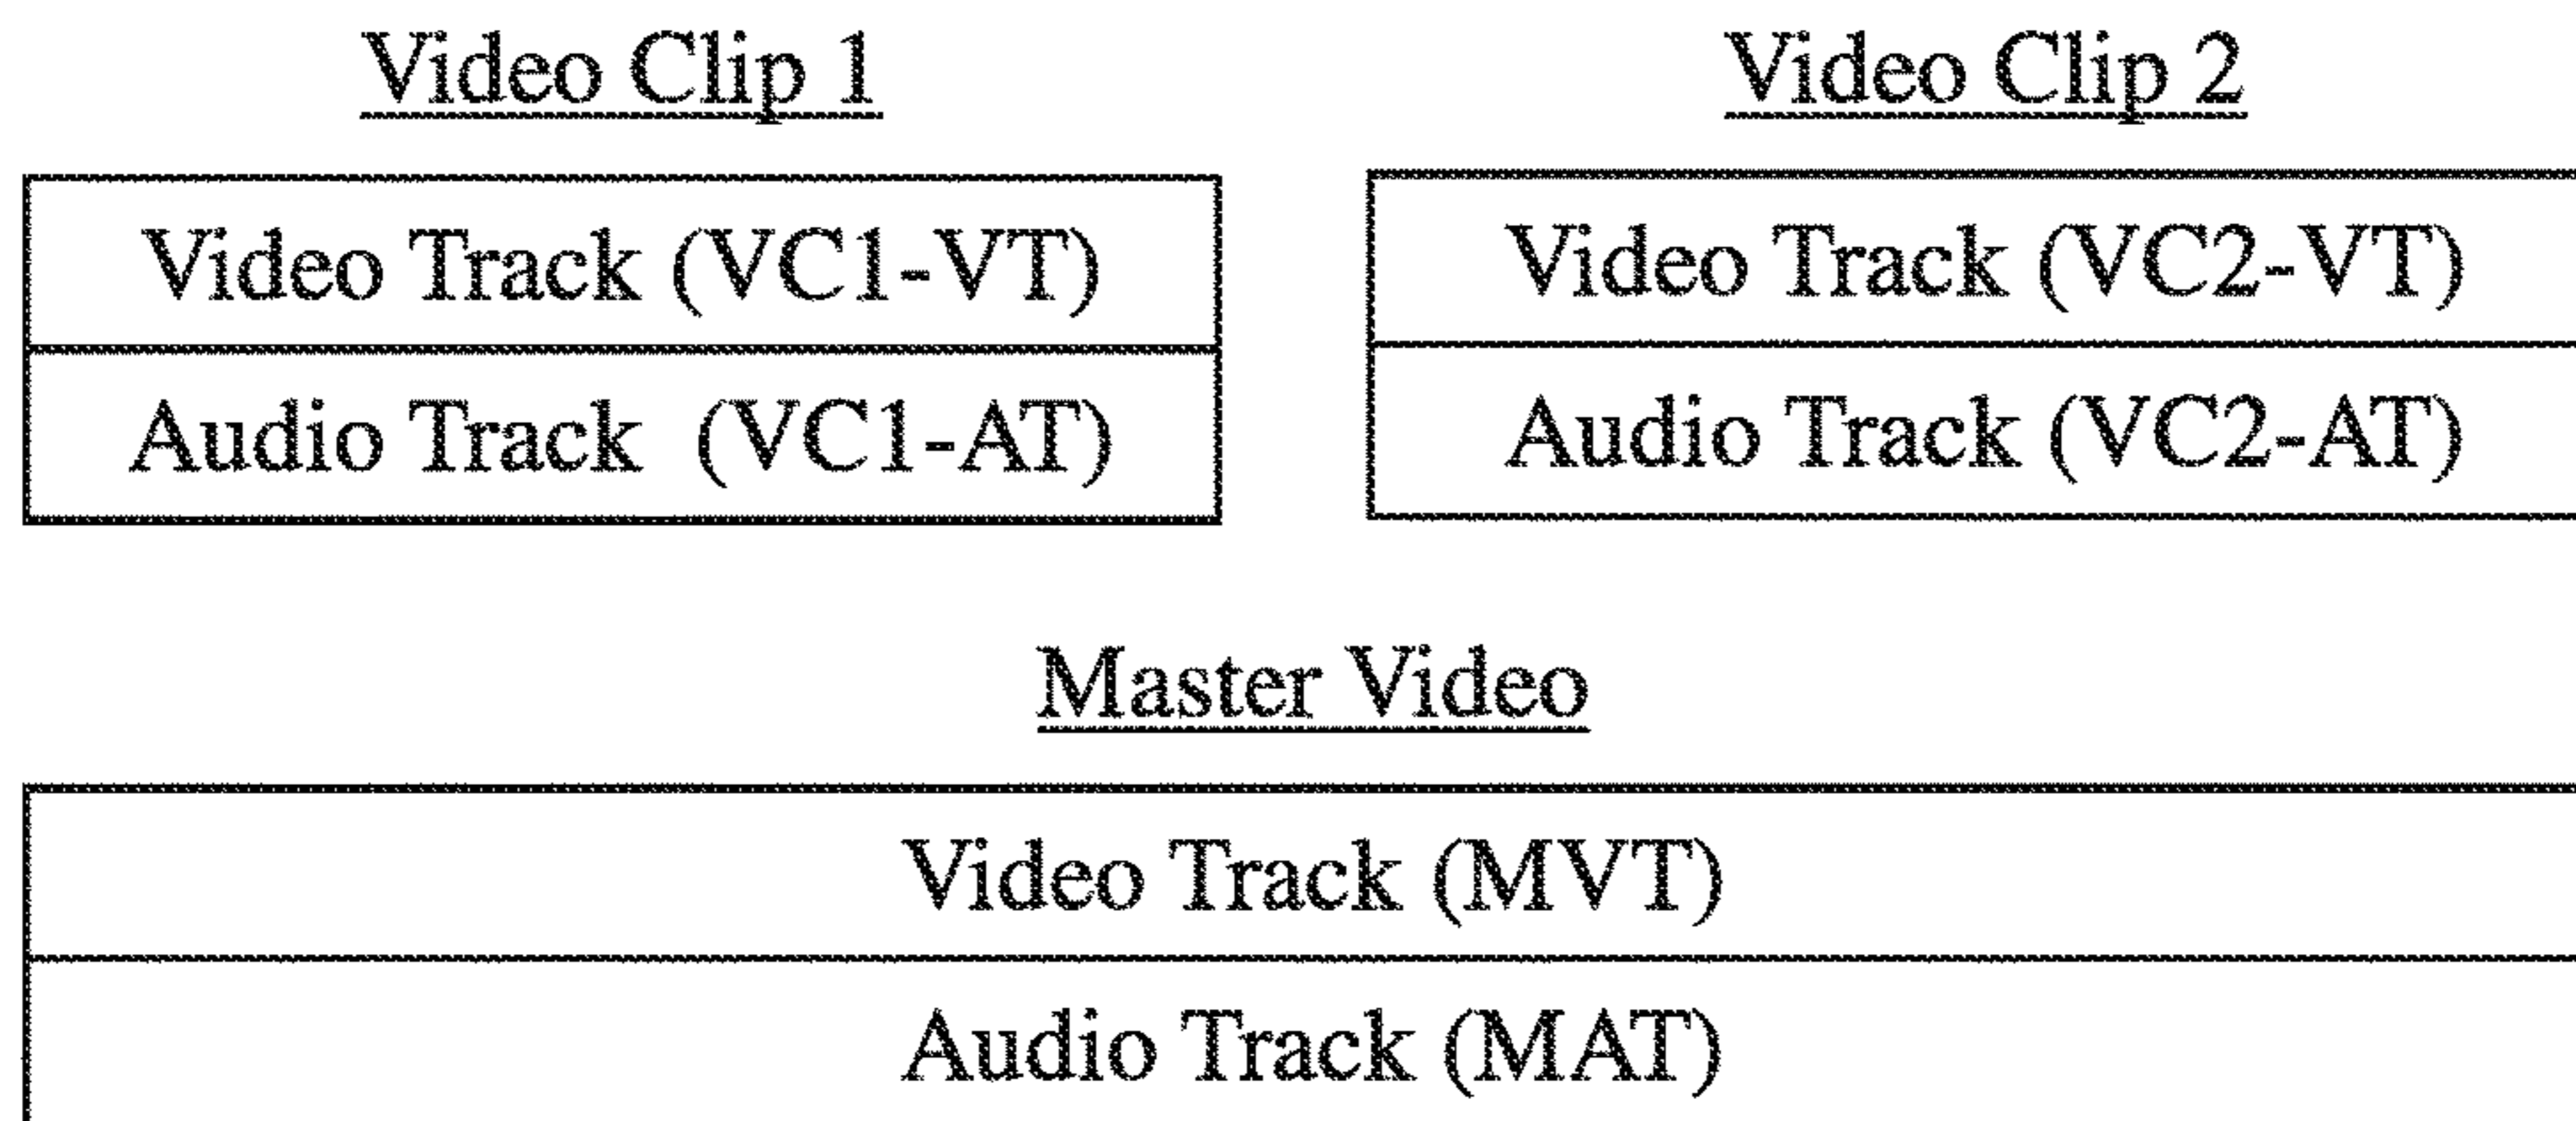 Video Clip 1
Video Clip 2
Video Track (VC1-VT)
Audio Track (VC1-AT)
Video Track (VC2-VT)
Audio Track (VC2-AT)
Master Video
Video Track (MVT)
Audio Track (MAT)